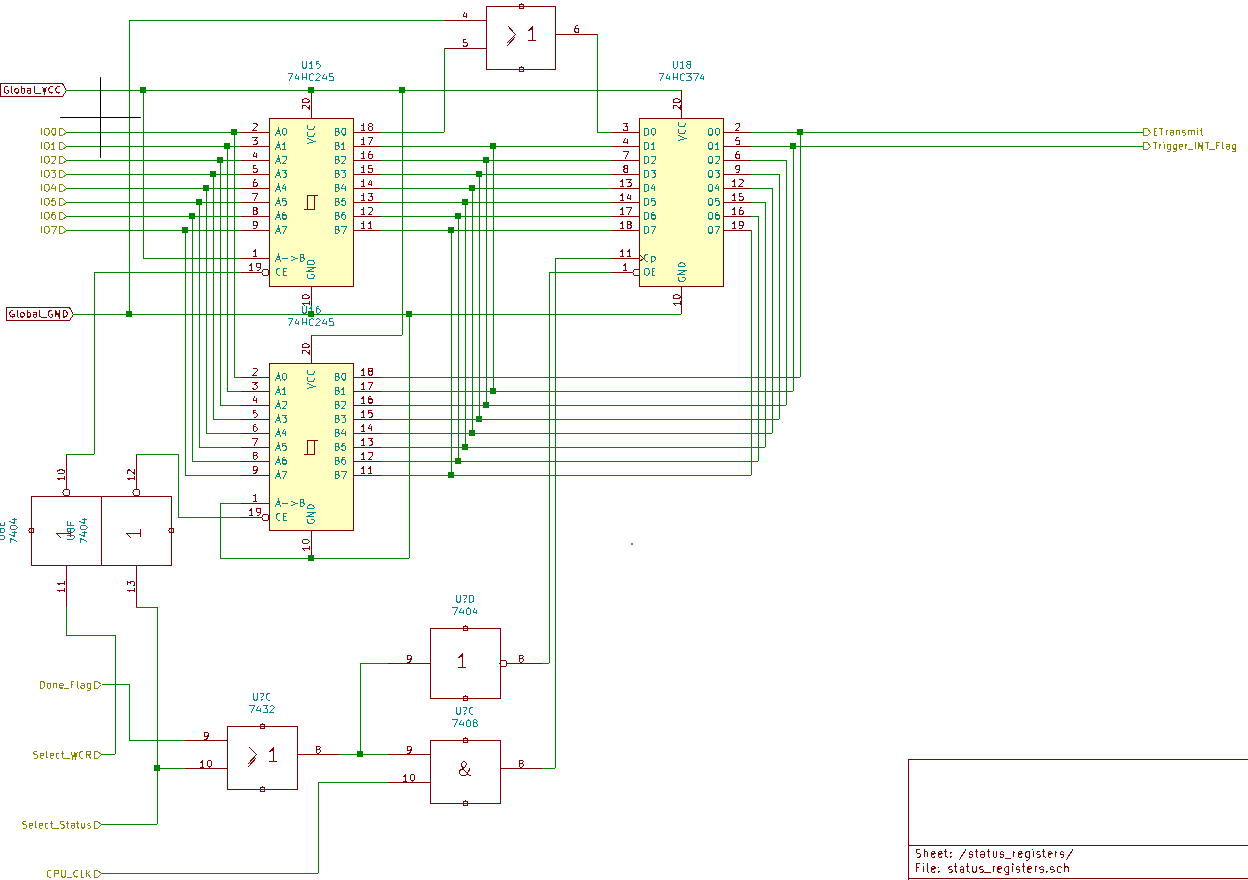 4
5
6
≥ 1
U15
74HC245
U18
74HC374
Global_VCC
20
VCC
20
VCC
IO0
IO1
IO2
IO3
IO4
IO5
IO6
IO7
2 A0 B0 18
3 A1 B1 17
4 A2 B2 16
5 A3 B3 15
6 A4 B4 14
7 A5 B5 13
8 A6 B6 12
9 A7 B7 11
1 A->B
19 CE
GND
10
3 D0 Q0 2
4 D1 Q1 5
7 D2 Q2 6
8 D3 Q3 9
13 D4 Q4 12
14 D5 Q5 15
17 D6 Q6 16
18 D7 Q7 19
11 Cp
1 OE
GND
10
ETransmit
Trigger_INT_Flag
Global_GND
U16
74HC245
20
VCC
2 A0 B0 18
3 A1 B1 17
4 A2 B2 16
5 A3 B3 15
6 A4 B4 14
7 A5 B5 13
8 A6 B6 12
9 A7 B7 11
1 A->B
19 CE
GND
10
10
12
7404
1
U8F
7404
1
11
13
U?D
7404
9 1 8
Done_Flag
U?C
7432
9
10
≥ 1
8
U?C
7408
9
10
&
8
Select_WCR
Select_Status
CPU_CLK
Sheet: /status_registers/
File: status_registers.sch